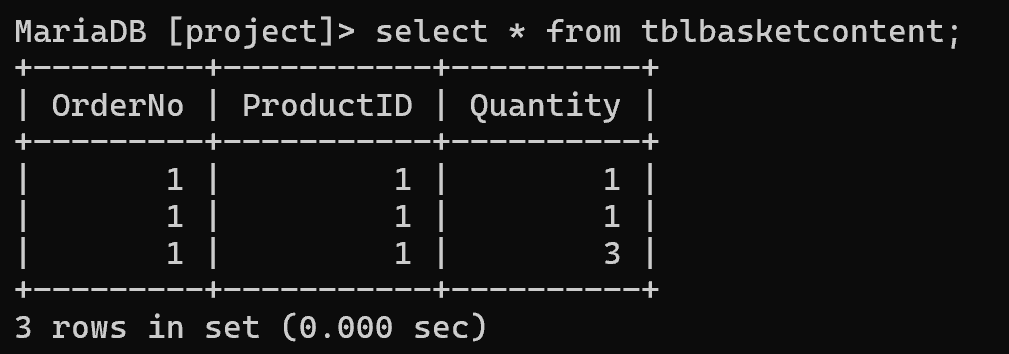 MariaDB [project]> select * from tblbasketcontent;
+---------+-----------+----------+
| OrderNo | ProductID | Quantity |
+---------+-----------+----------+
|       1 |         1 |        1 |
|       1 |         1 |        1 |
|       1 |         1 |        3 |
+---------+-----------+----------+
3 rows in set (0.000 sec)